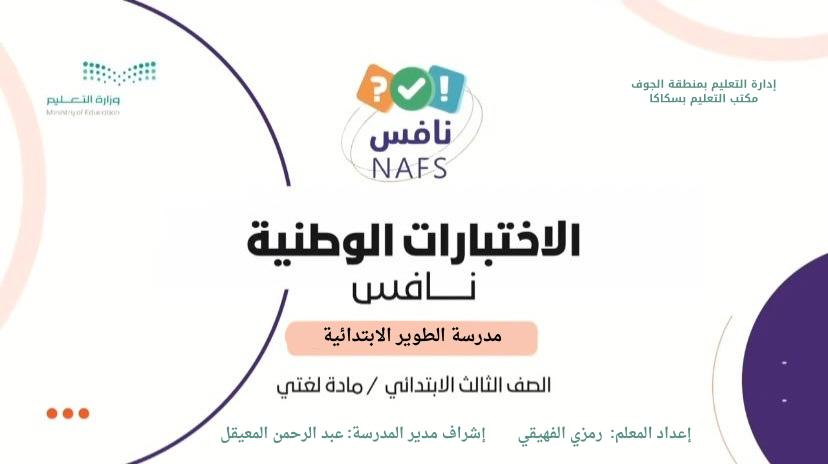 إدارة التعليم بمنطقة الجوف
مكتب التعليم بسكاكا
وزارة التعـليم
Ministry of Education
? !
نافس
NAFS
الاختبارات الوطنية
نـــافس
مدرسة الطوير الابتدائية
الصف الثالث الابتدائي / مادة لغتي
إعداد المعلم: رمزي الفهيقي إشراف مدير المدرسة: عبد الرحمن المعيقل